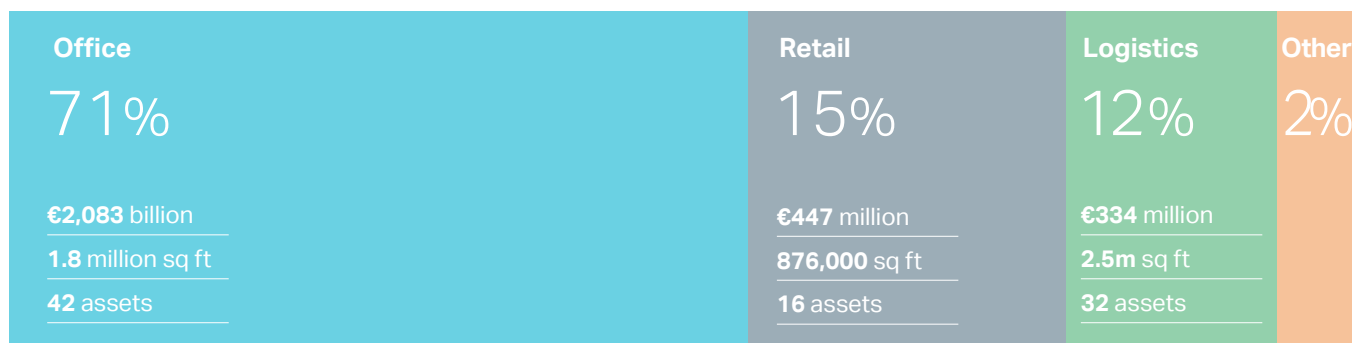 Office
71%
€2,083 billion
1.8 million sq ft
42 assets
Retail
15%
€447 million
876,000 sq ft
16 assets
Logistics
12%
€334 million
2.5m sq ft
32 assets
Other
2%